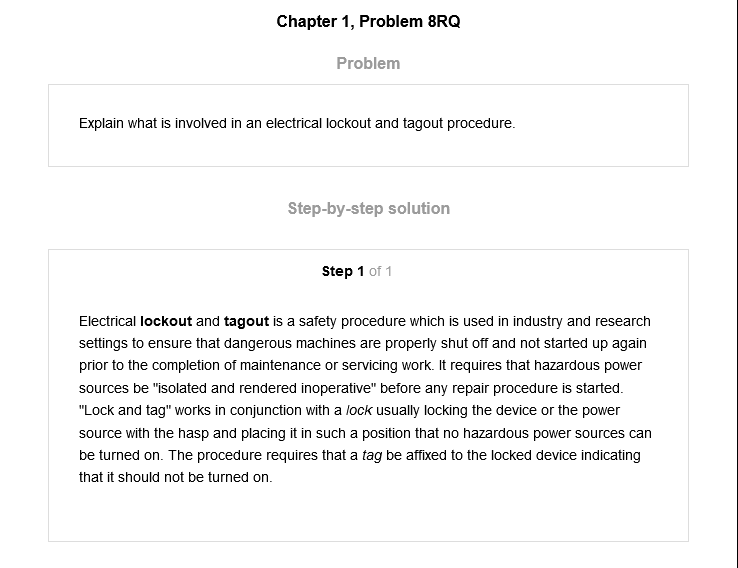 Chapter 1, Problem 8RQ
Problem
Explain what is involved in an electrical lockout and tagout procedure.
Step-by-step solution
Step 1 of 1
Electrical lockout and tagout is a safety procedure which is used in industry and research
settings to ensure that dangerous machines are properly shut off and not started up again
prior to the completion of maintenance or servicing work. It requires that hazardous power
sources be "isolated and rendered inoperative" before any repair procedure is started.
"Lock and tag" works in conjunction with a lock usually locking the device or the power
source with the hasp and placing it in such a position that no hazardous power sources can
be turned on. The procedure requires that a tag be affixed to the locked device indicating
that it should not be turned on.